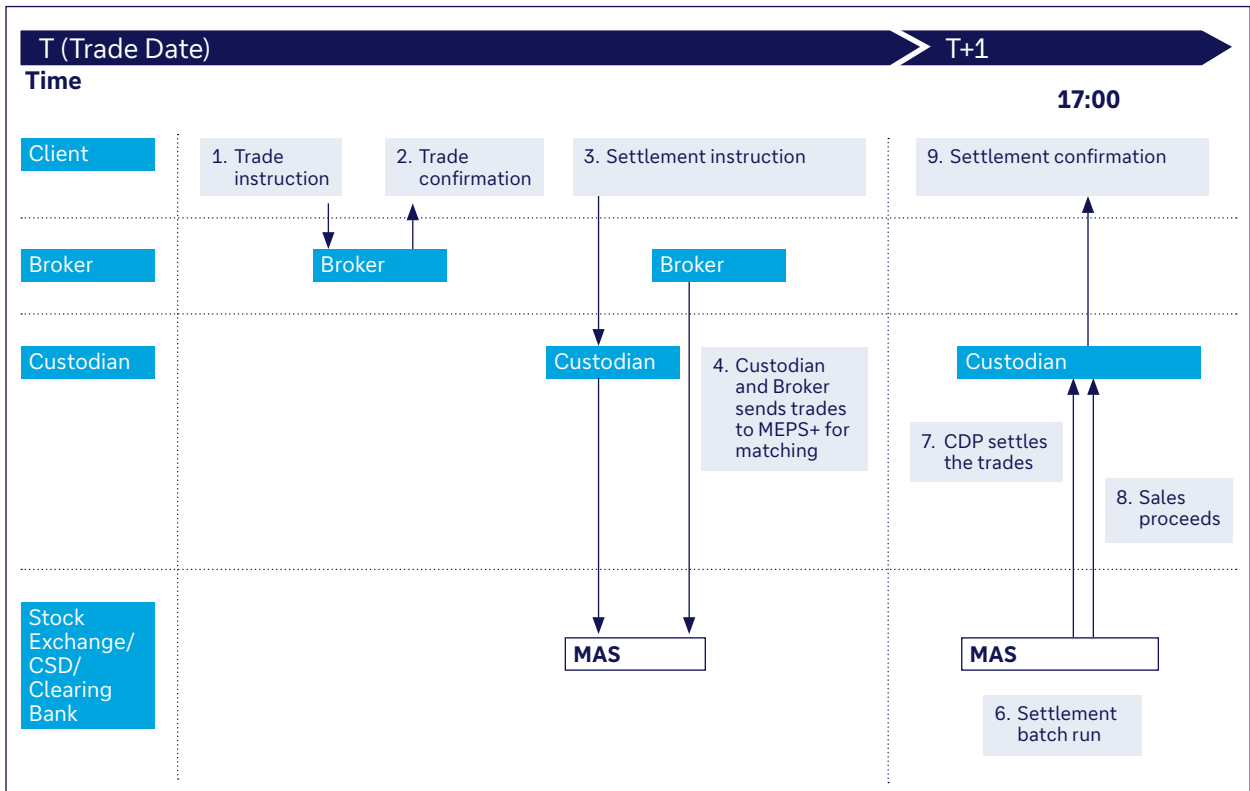 T (Trade Date)
T+1
Time
17:00
Client
1. Trade
instruction
2. Trade
confirmation
3. Settlement instruction
9. Settlement confirmation
Broker
Broker
Broker
Custodian
Custodian
4. Custodian
and Broker
sends trades
to MEPS+ for
matching
Custodian
7. CDP settles
the trades
8. Sales
proceeds
Stock
Exchange/
CSD/
Clearing
Bank
MAS
MAS
6. Settlement
batch run